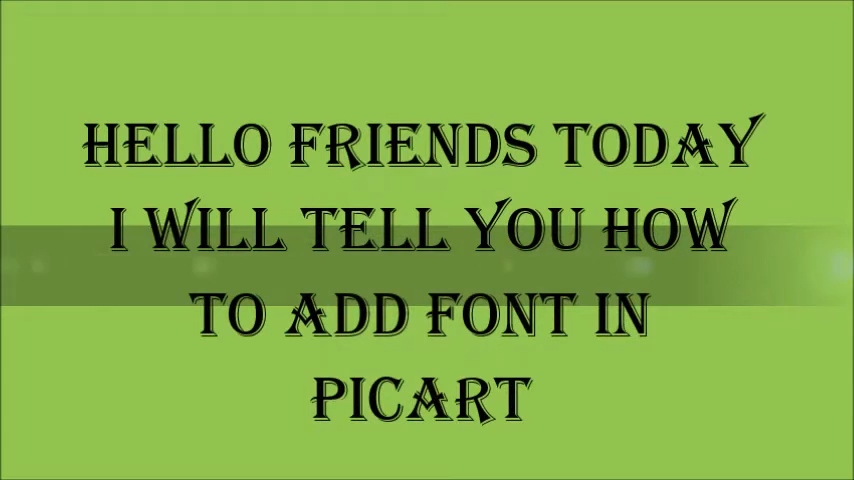 HELLO FRIENDS TODAY
I WILL TELL YOU HOW
TO ADD FONT IN
PICART